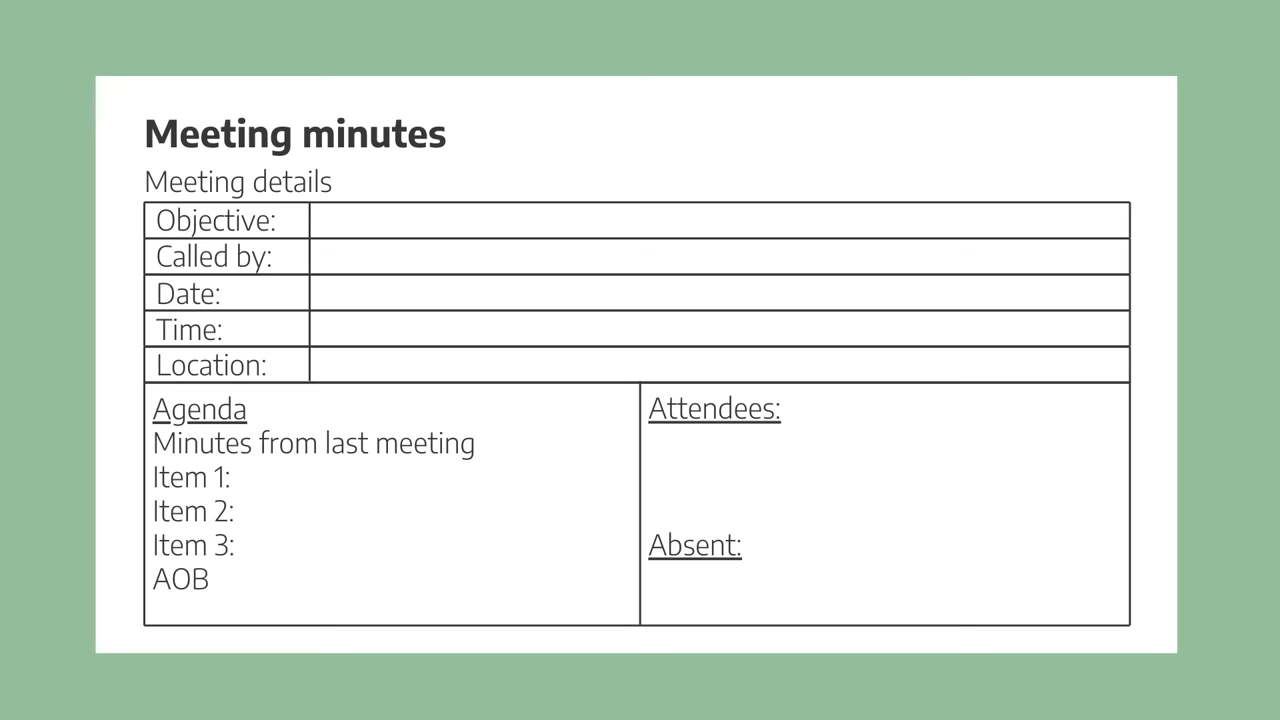 Meeting minutes
Meeting details
Objective:
Called by:
Date:
Time:
Location:
Agenda
Minutes from last meeting
Item 1:
Item 2:
Item 3:
AOB
Attendees:
Absent: